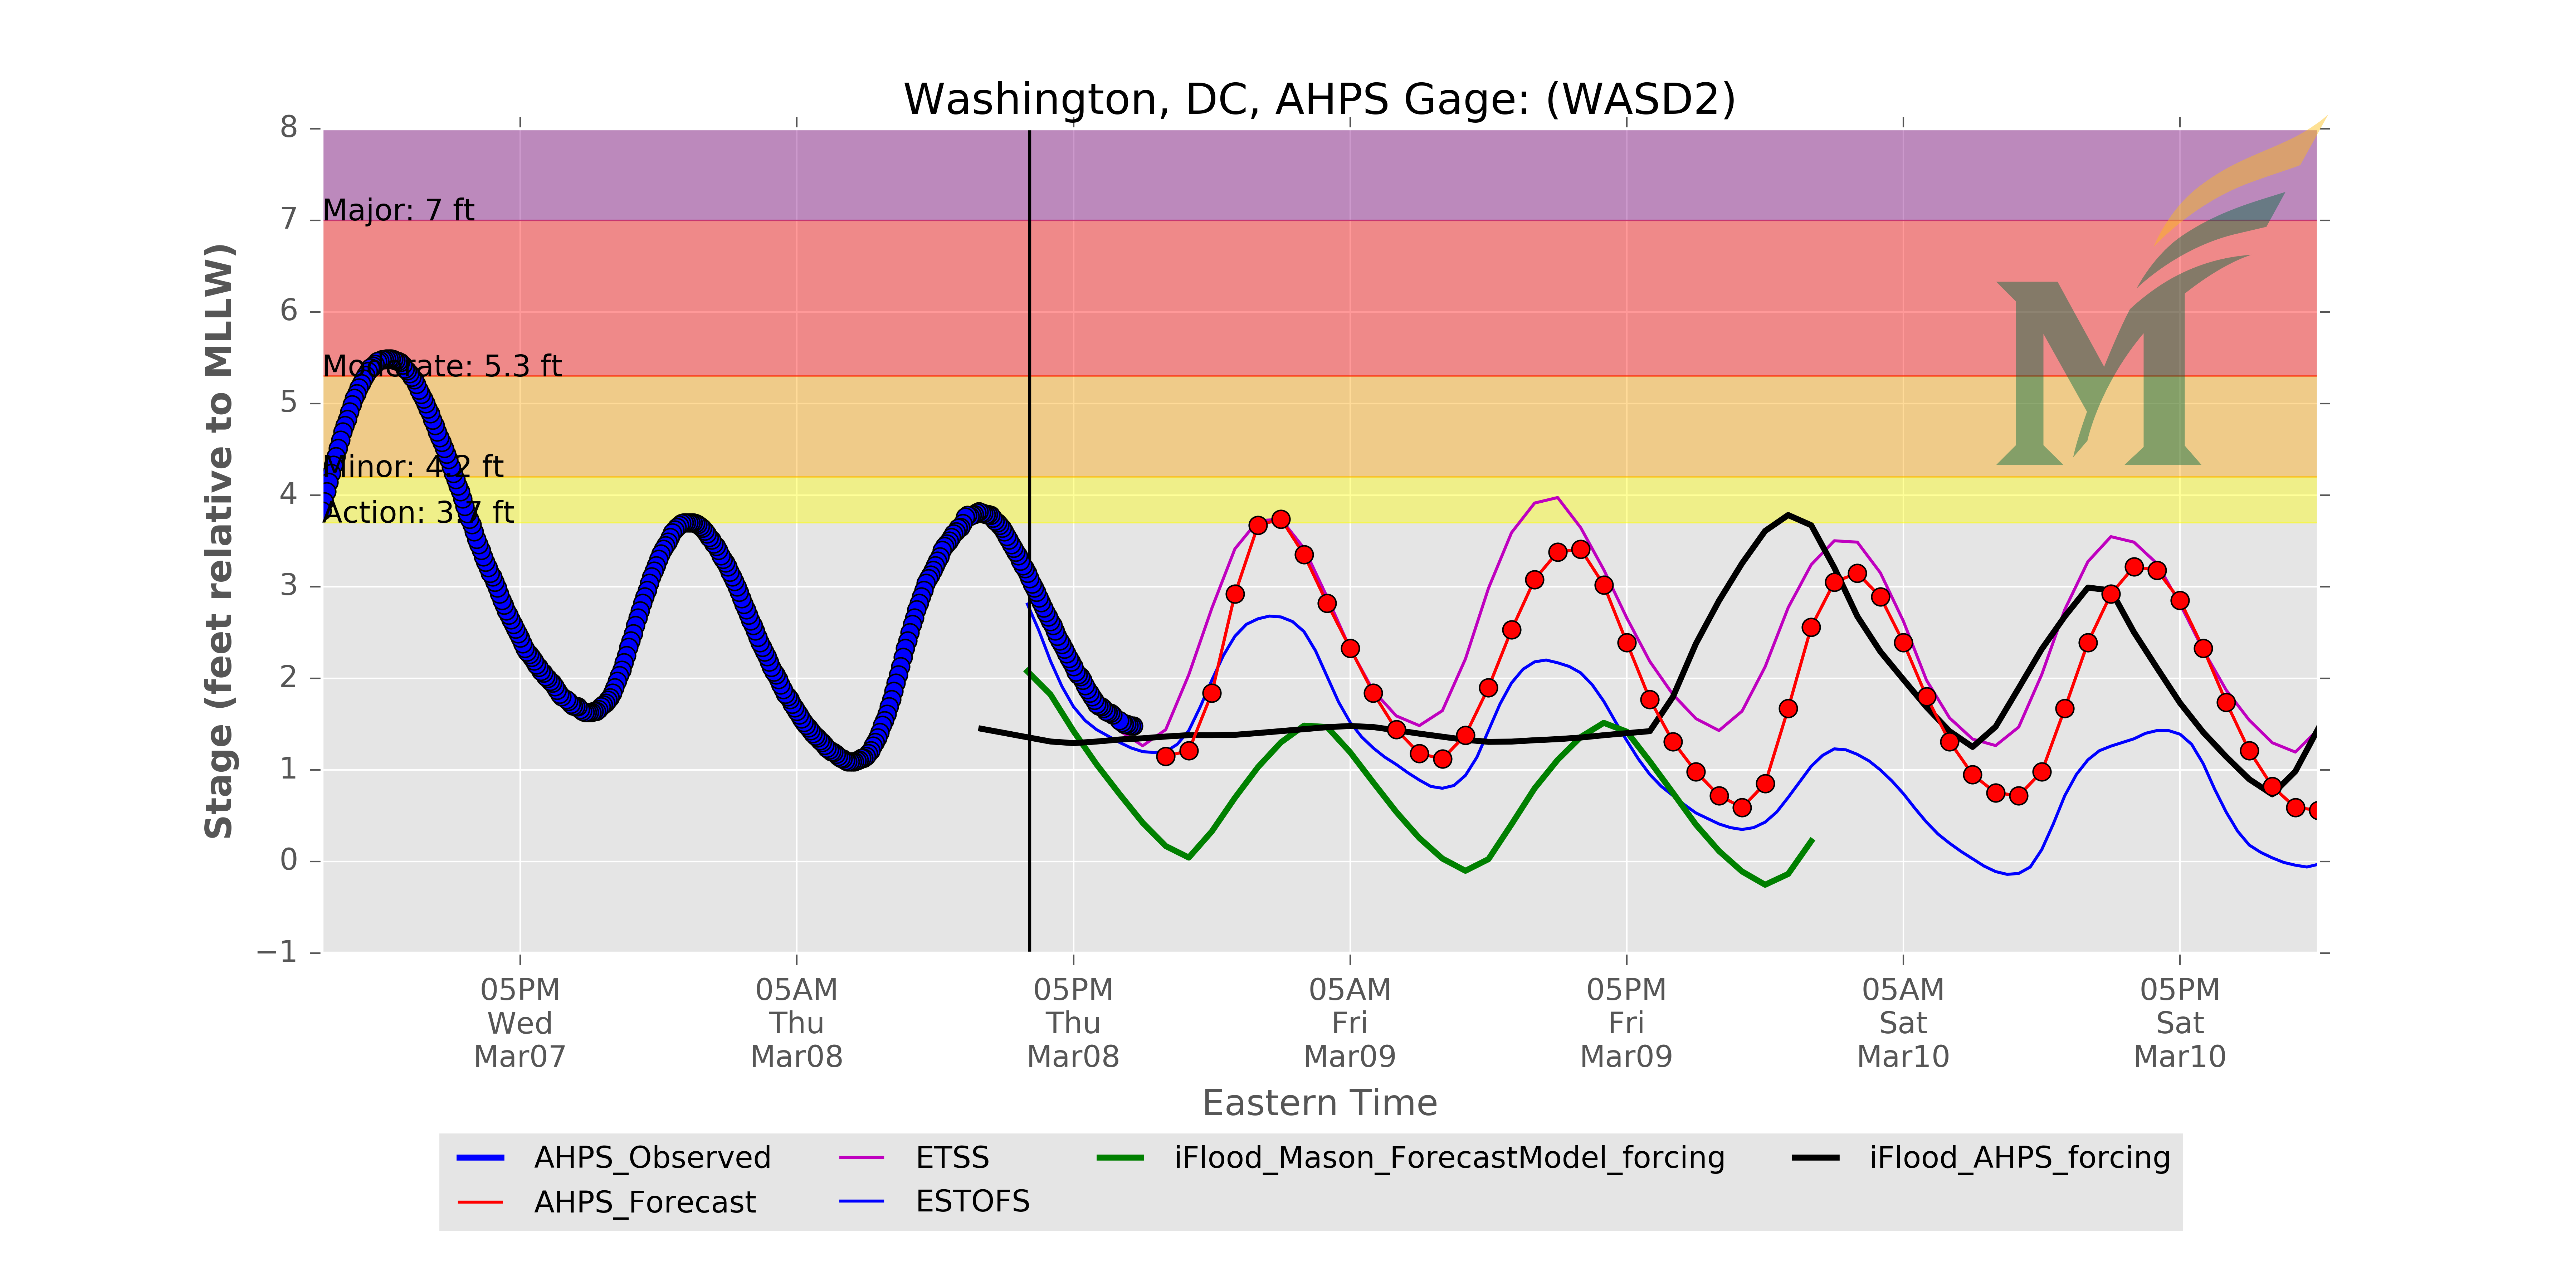 Washington, DC, AHPS Gage: (WASD2)
Stage (feet relative to MLLW)
8
7
6
5
4
3
2
1
0
−1
Major: 7 ft
Moderate: 5.3 ft
Minor: 4.2 ft
Action: 3.7 ft
M
05PM 05AM 05PM 05AM 05PM 05AM 05PM
Wed Thu Thu Fri Fri Sat Sat
Mar07 Mar08 Mar08 Mar09 Mar09 Mar10 Mar10
Eastern Time
AHPS_Observed ETSS iFlood_Mason_ForecastModel_forcing iFlood_AHPS_forcing
AHPS_Forecast ESTOFS